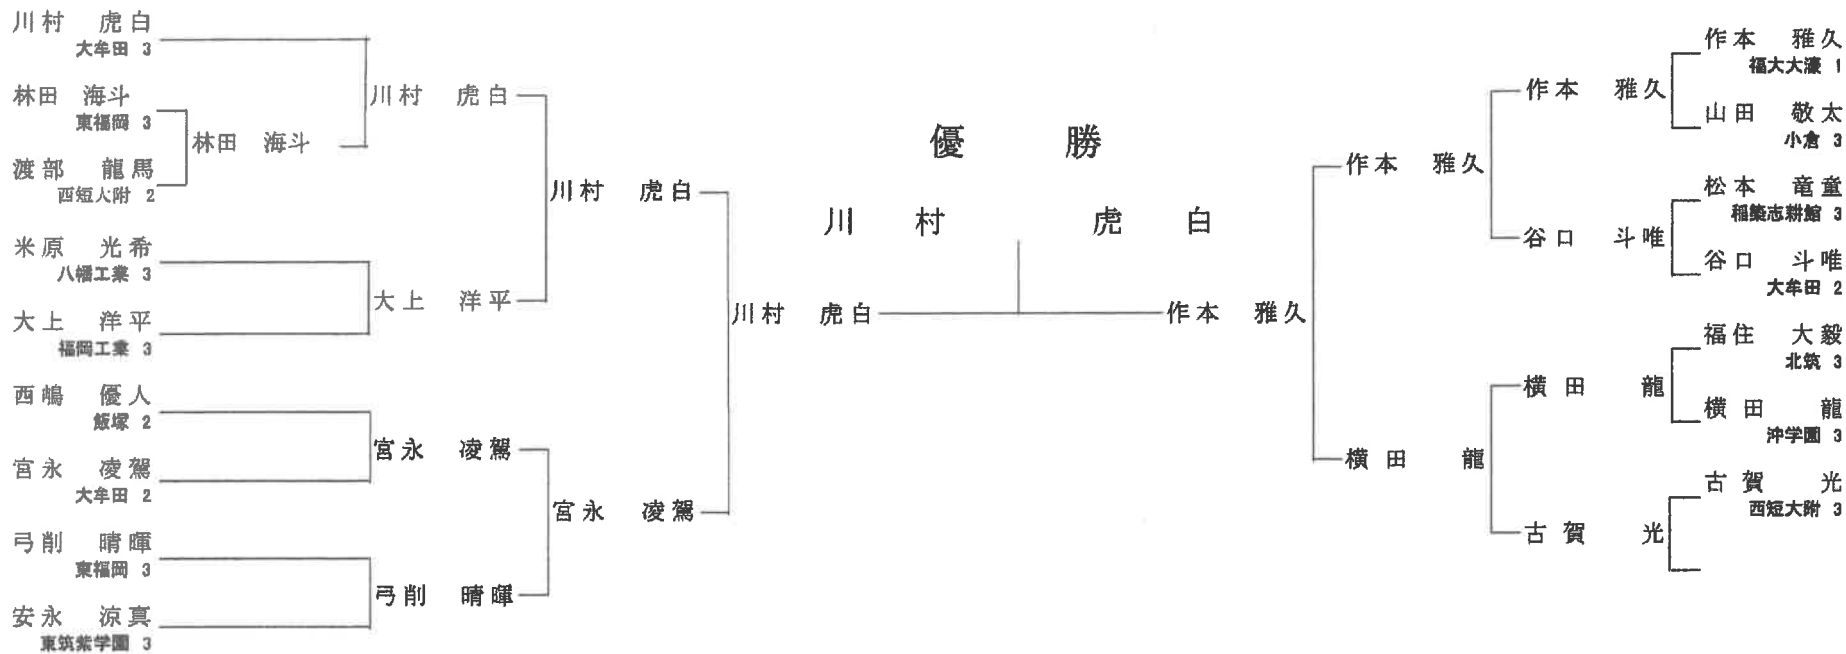 川村 虎白
大牟田 3
林田 海斗
東福岡 3
渡部 龍馬
西短大附 2
米原 光希
八幡工業 3
大上 洋平
福岡工業 3
西嶋 優人
飯塚 2
宮永 凌駕
大牟田 2
弓削 晴暉
東福岡 3
安永 涼真
東筑紫学園 3
林田 海斗
川村 虎白
大上 洋平
宮永 凌駕
弓削 晴暉
川村 虎白
宮永 凌駕
川村 虎白
優勝
川村 虎白
作本 雅久
作本 雅久
横田 龍
作本 雅久
谷口 斗唯
横田 龍
古賀 光
作本 雅久
福大大濠 1
山田 敬太
小倉 3
松本 竜童
稲築志耕館 3
谷口 斗唯
大牟田 2
福住 大毅
北筑 3
横田 龍
沖学園 3
古賀 光
西短大附 3